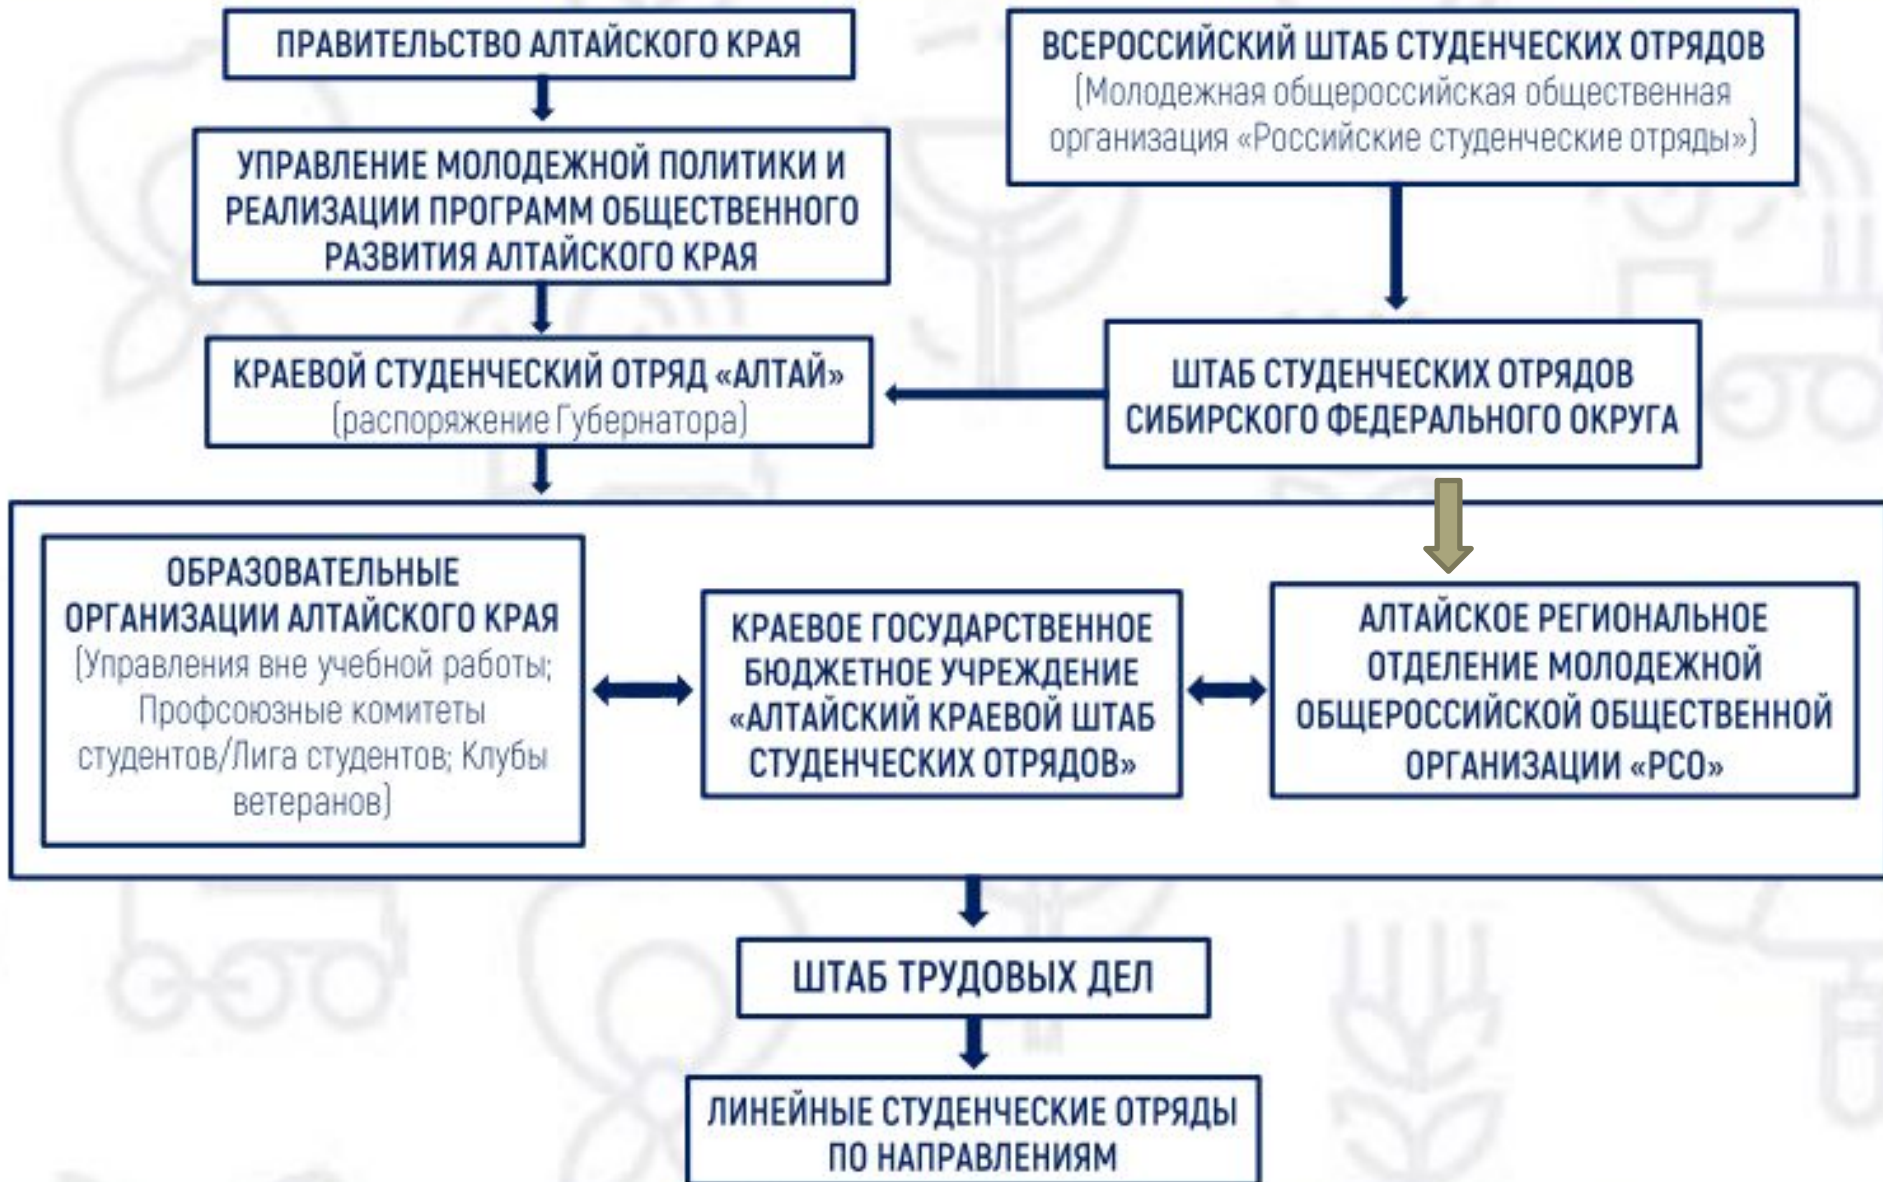 ПРАВИТЕЛЬСТВО АЛТАЙСКОГО КРАЯ
ВСЕРОССИЙСКИЙ ШТАБ СТУДЕНЧЕСКИХ ОТРЯДОВ
(Молодежная общероссийская общественная
организация «Российские студенческие отряды»)
УПРАВЛЕНИЕ МОЛОДЕЖНОЙ ПОЛИТИКИ И
РЕАЛИЗАЦИИ ПРОГРАММ ОБЩЕСТВЕННОГО
РАЗВИТИЯ АЛТАЙСКОГО КРАЯ
КРАЕВОЙ СТУДЕНЧЕСКИЙ ОТРЯД «АЛТАЙ»
(распоряжение Губернатора)
ШТАБ СТУДЕНЧЕСКИХ ОТРЯДОВ
СИБИРСКОГО ФЕДЕРАЛЬНОГО ОКРУГА
ОБРАЗОВАТЕЛЬНЫЕ
ОРГАНИЗАЦИИ АЛТАЙСКОГО КРАЯ
(Управления вне учебной работы;
Профсоюзные комитеты
студентов/Лига студентов; Клубы
ветеранов)
КРАЕВОЕ ГОСУДАРСТВЕННОЕ
БЮДЖЕТНОЕ УЧРЕЖДЕНИЕ
«АЛТАЙСКИЙ КРАЕВОЙ ШТАБ
СТУДЕНЧЕСКИХ ОТРЯДОВ»
АЛТАЙСКОЕ РЕГИОНАЛЬНОЕ
ОТДЕЛЕНИЕ МОЛОДЕЖНОЙ
ОБЩЕРОССИЙСКОЙ ОБЩЕСТВЕННОЙ
ОРГАНИЗАЦИИ «РСО»
ШТАБ ТРУДОВЫХ ДЕЛ
ЛИНЕЙНЫЕ СТУДЕНЧЕСКИЕ ОТРЯДЫ
ПО НАПРАВЛЕНИЯМ